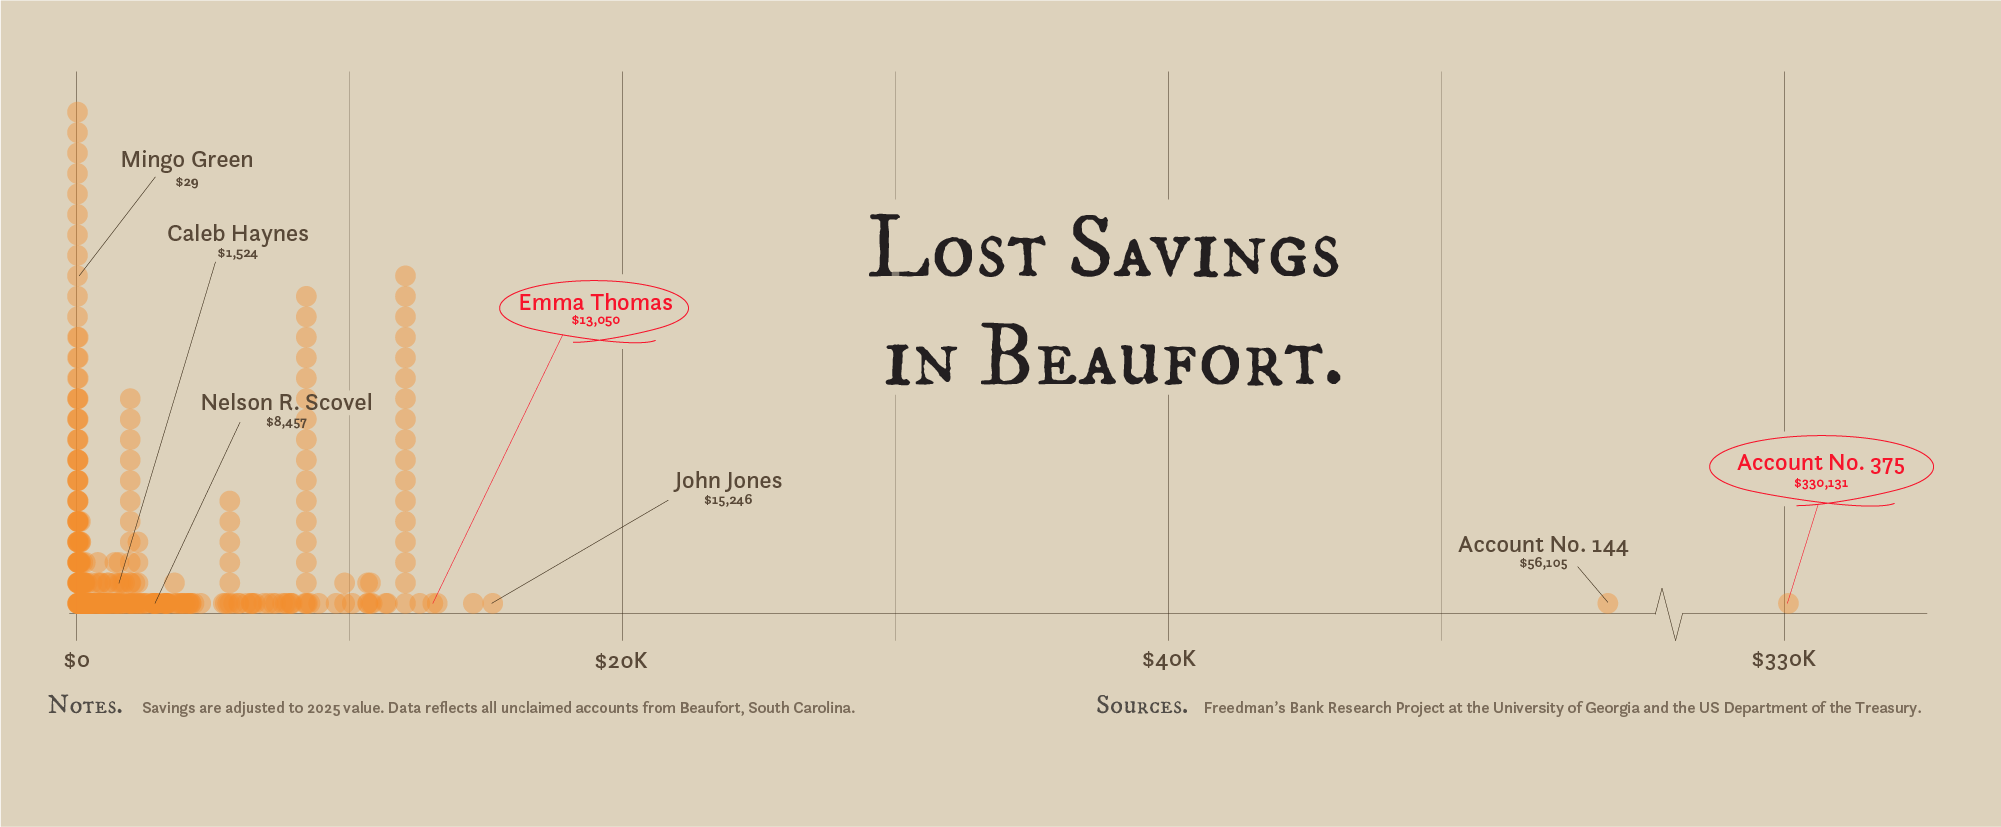 Mingo Green
$29
Caleb Haynes
$1,524
Lost Savings
in Beaufort.
Emma Thomas
$13,050
Nelson R. Scovel
$8,457
John Jones
$15,246
Account No. 375
$330,131
Account No. 144
$56,105
$0
$20K
$40K
$330K
Notes. Savings are adjusted to 2025 value. Data reflects all unclaimed accounts from Beaufort, South Carolina.
Sources. Freedman's Bank Research Project at the University of Georgia and the US Department of the Treasury.